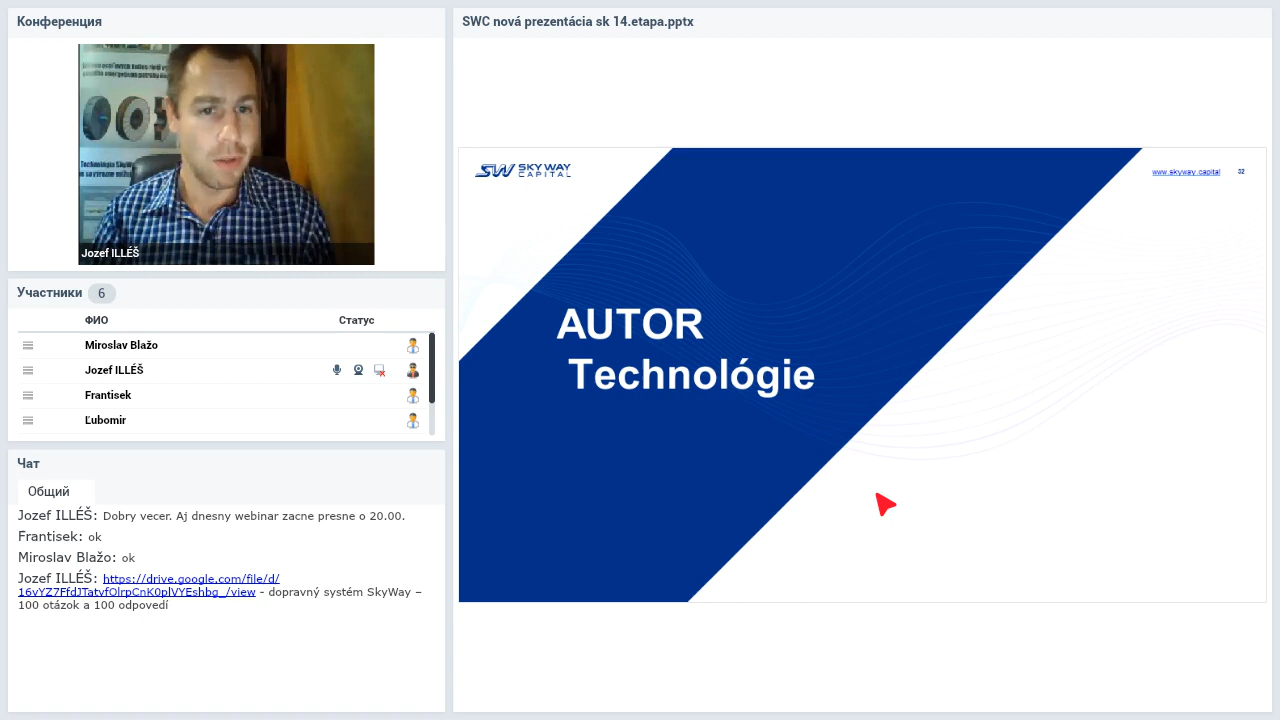 Конференция
Jozef ILLÉŠ
Участники 6
ФИО Статус
Miroslav Blažo
Jozef ILLÉŠ
Frantisek
Ľubomir
Чат
Общий
Jozef ILLÉŠ: Dobry vecer. Aj dnesny webinar zacne presne o 20.00.
Frantisek: ok
Miroslav Blažo: ok
Jozef ILLÉŠ: https://drive.google.com/file/d/
16vYZ7FfdJTatvfOlrpCnK0plVYEshbg_/view - dopravný systém SkyWay –
100 otázok a 100 odpovedí
SWC nová prezentácia sk 14.etapa.pptx
SW SKY WAY
CAPITAL
www.skyway.capital 32
AUTOR
Technológie